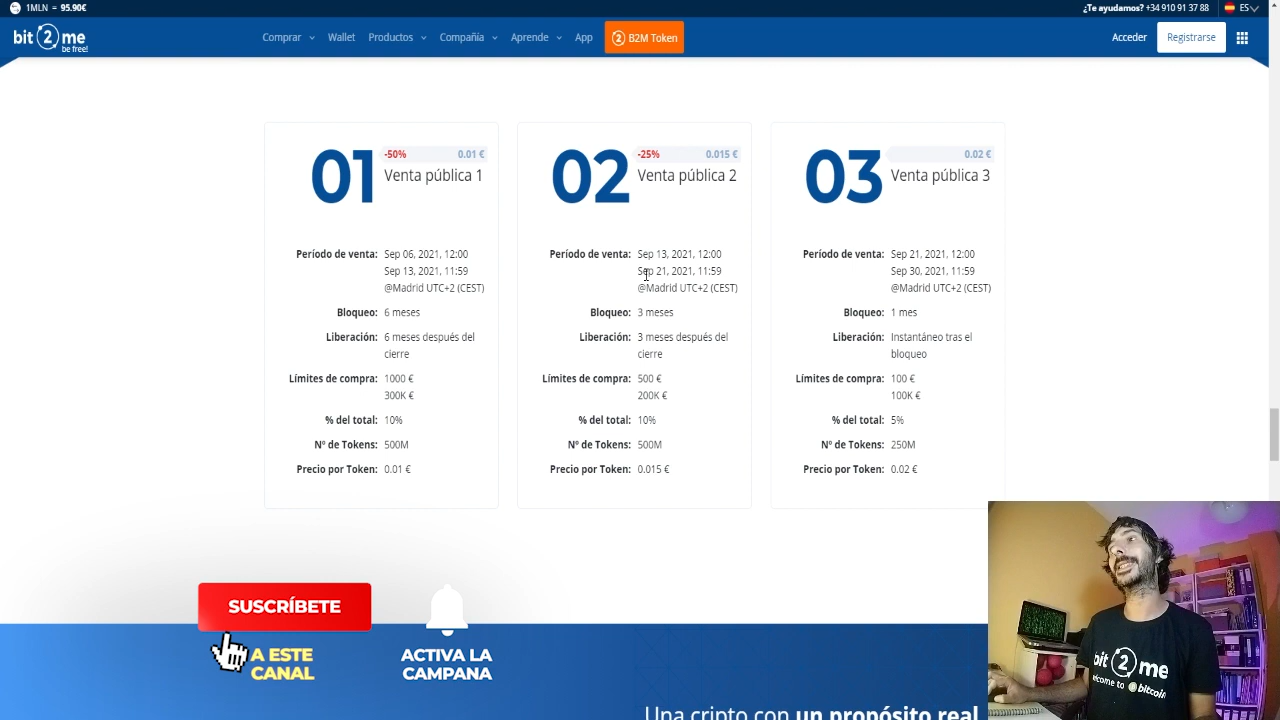 1MLN = 95.90€
¿Te ayudamos? +34 910 91 37 88
ES
bit2me
be free!
Comprar
Wallet
Productos
Compañía
Aprende
App
B2M Token
Acceder
Registrarse
01
-50% 0.01 €
Venta pública 1
Período de venta: Sep 06, 2021, 12:00
Sep 13, 2021, 11:59
@Madrid UTC+2 (CEST)
Bloqueo: 6 meses
Liberación: 6 meses después del
cierre
Límites de compra: 1000 €
300K €
% del total: 10%
Nº de Tokens: 500M
Precio por Token: 0.01 €
02
-25% 0.015 €
Venta pública 2
Período de venta: Sep 13, 2021, 12:00
Sep 21, 2021, 11:59
@Madrid UTC+2 (CEST)
Bloqueo: 3 meses
Liberación: 3 meses después del
cierre
Límites de compra: 500 €
200K €
% del total: 10%
Nº de Tokens: 500M
Precio por Token: 0.015 €
03
0.02 €
Venta pública 3
Período de venta: Sep 21, 2021, 12:00
Sep 30, 2021, 11:59
@Madrid UTC+2 (CEST)
Bloqueo: 1 mes
Liberación: Instantáneo tras el
bloqueo
Límites de compra: 100 €
100K €
% del total: 5%
Nº de Tokens: 250M
Precio por Token: 0.02 €
SUSCRÍBETE
A ESTE
CANAL
ACTIVA LA
CAMPANA
Una cripto con un propósito real
bit2me
welcome to bitcoin